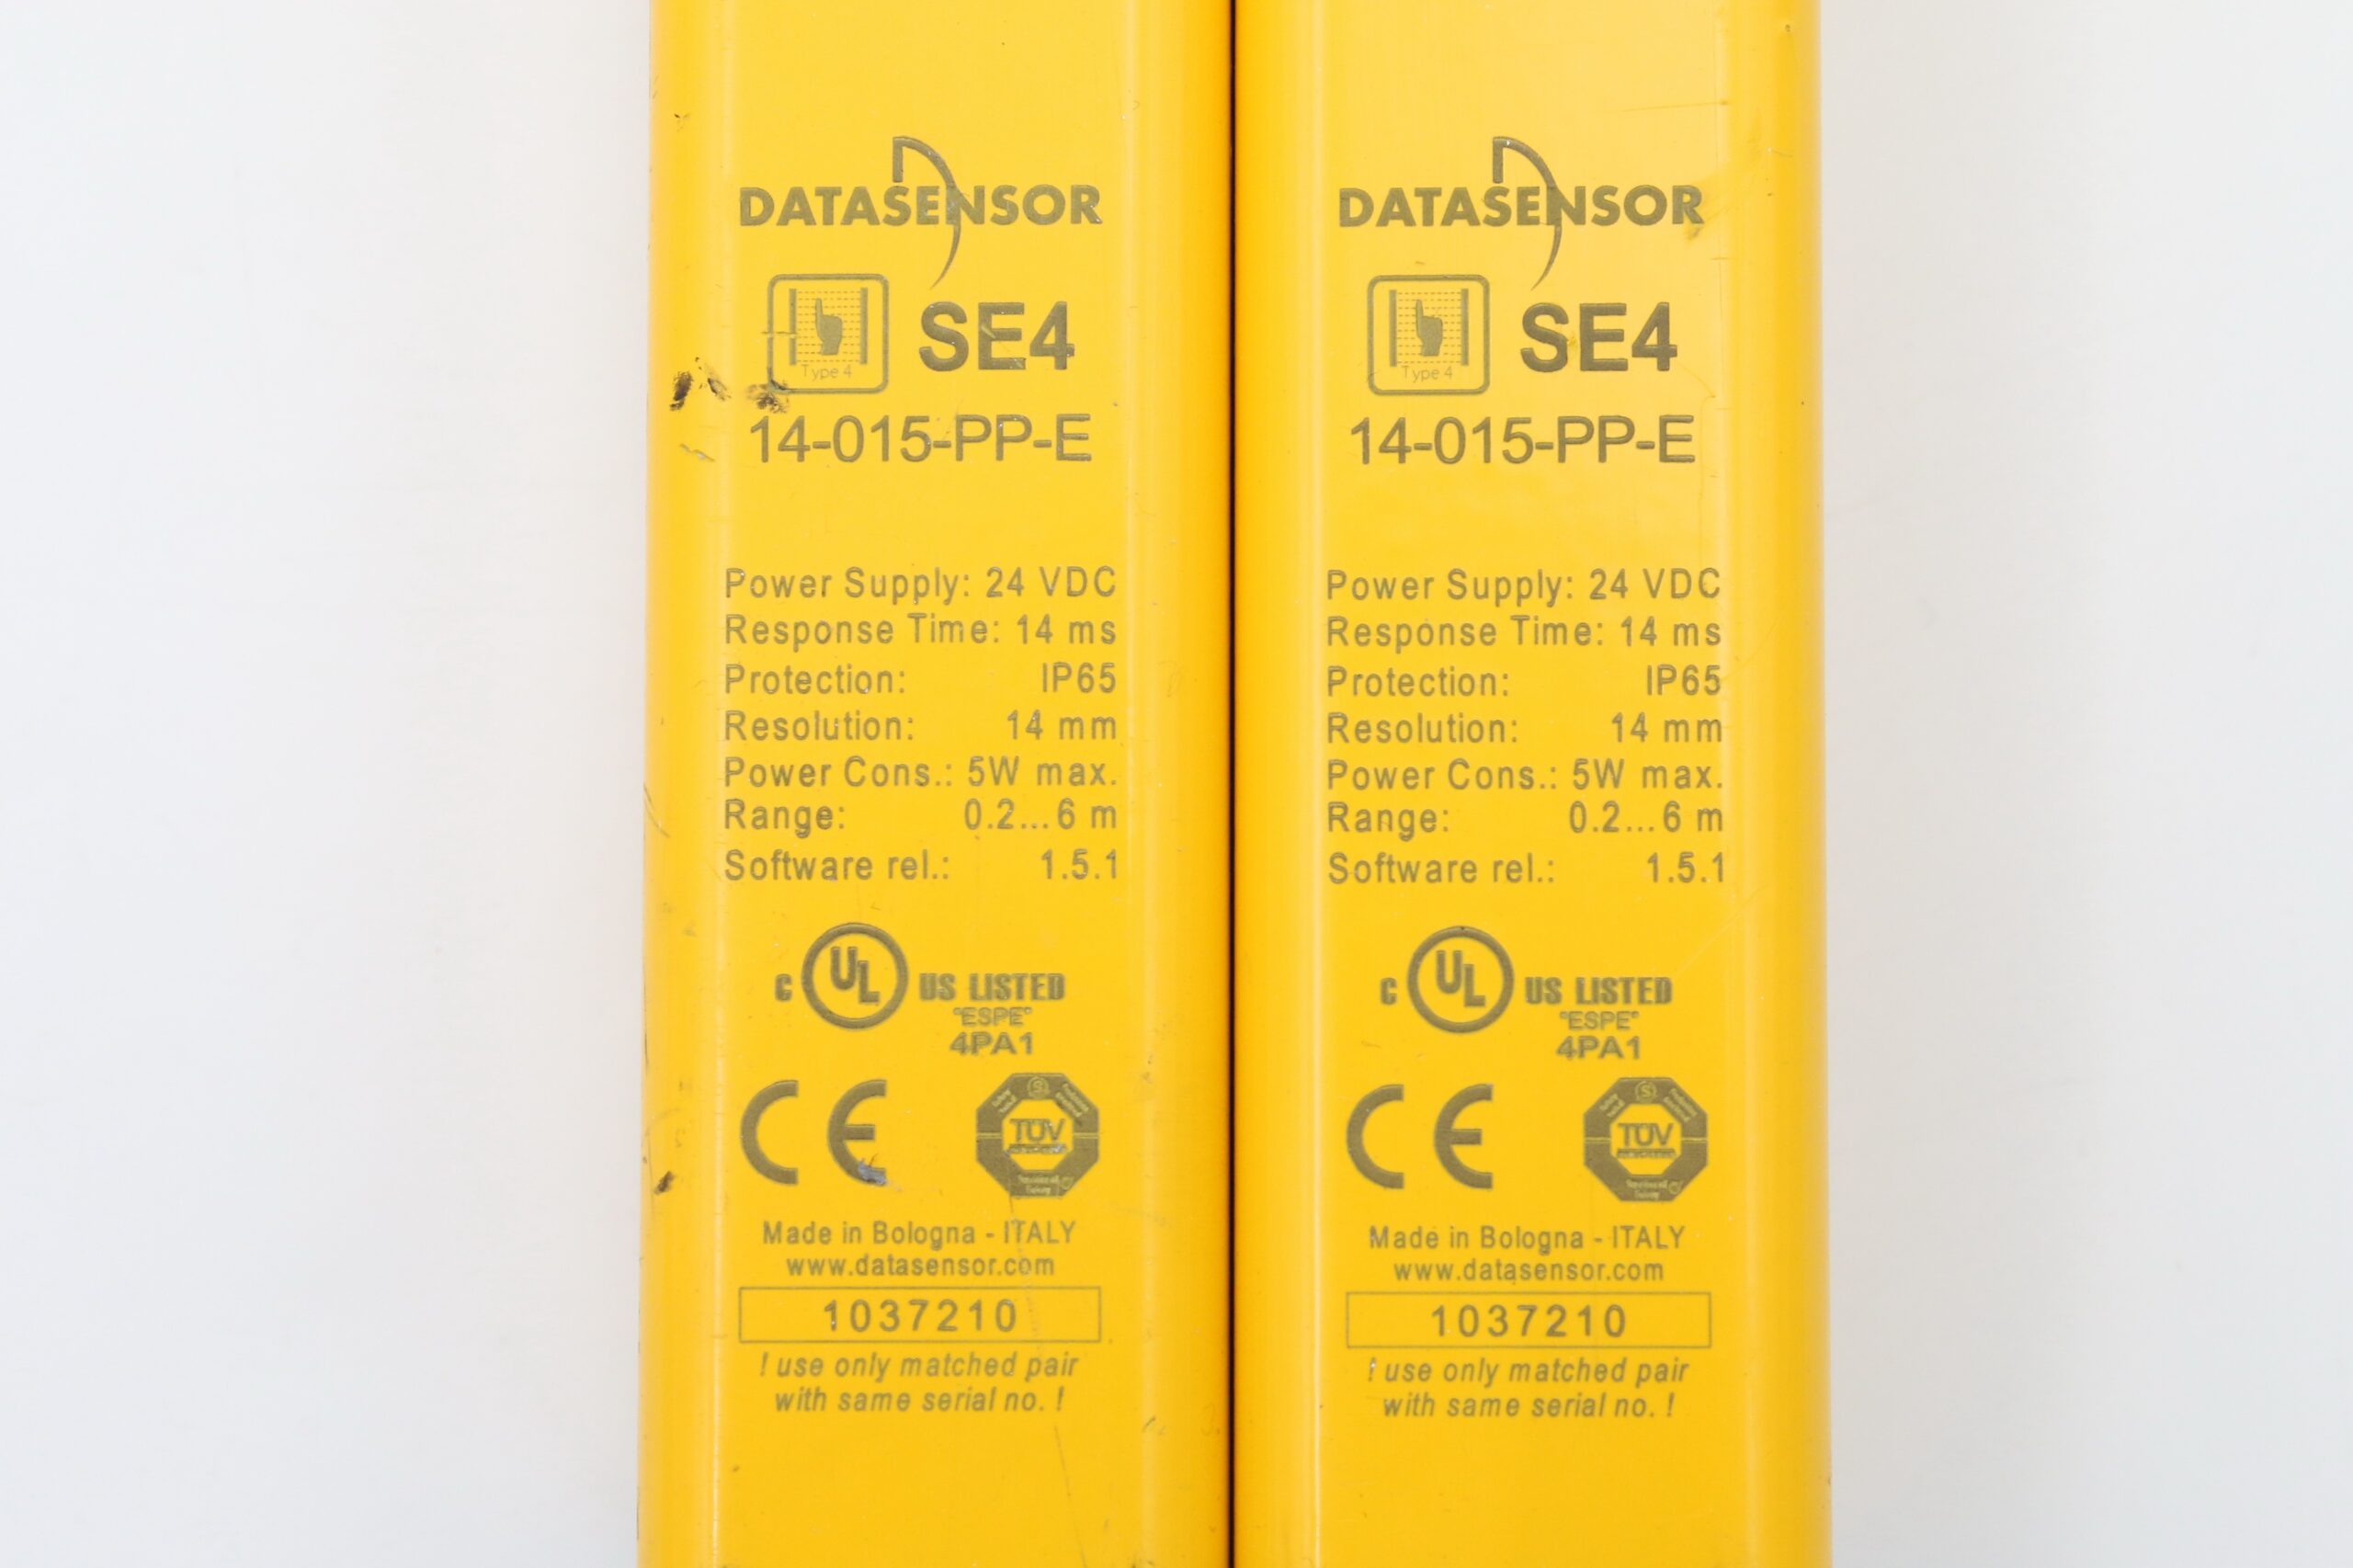 DATASENSOR
Type 4
SE4
14-015-PP-E
Power Supply: 24 VDC
Response Time: 14 ms
Protection: IP65
Resolution: 14 mm
Power Cons.: 5W max.
Range: 0.2...6 m
Software rel.: 1.5.1
C UL US LISTED
"ESPE"
4PA1
CE
TÜV
Made in Bologna - ITALY
www.datasensor.com
1037210
! use only matched pair
with same serial no. !
DATASENSOR
Type 4
SE4
14-015-PP-E
Power Supply: 24 VDC
Response Time: 14 ms
Protection: IP65
Resolution: 14 mm
Power Cons.: 5W max.
Range: 0.2...6 m
Software rel.: 1.5.1
C UL US LISTED
"ESPE"
4PA1
CE
TÜV
Made in Bologna - ITALY
www.datasensor.com
1037210
! use only matched pair
with same serial no. !